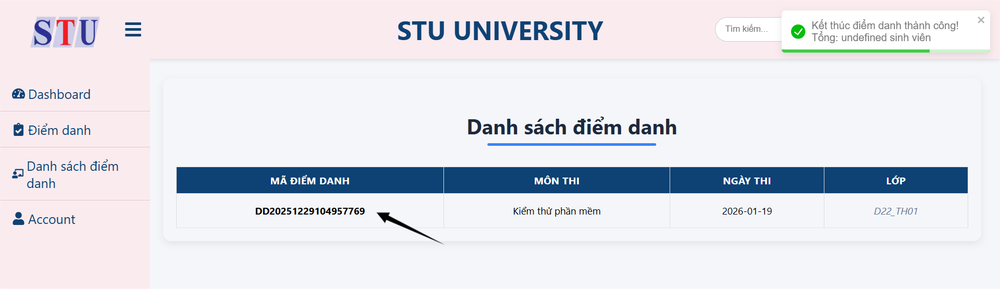 STU
STU UNIVERSITY
Tìm kiếm...
Kết thúc điểm danh thành công!
Tổng: undefined sinh viên
Dashboard
Điểm danh
Danh sách điểm
danh
Account
Danh sách điểm danh
MÃ ĐIỂM DANH MÔN THI NGÀY THI LỚP
DD20251229104957769 Kiểm thử phần mềm 2026-01-19 D22_TH01